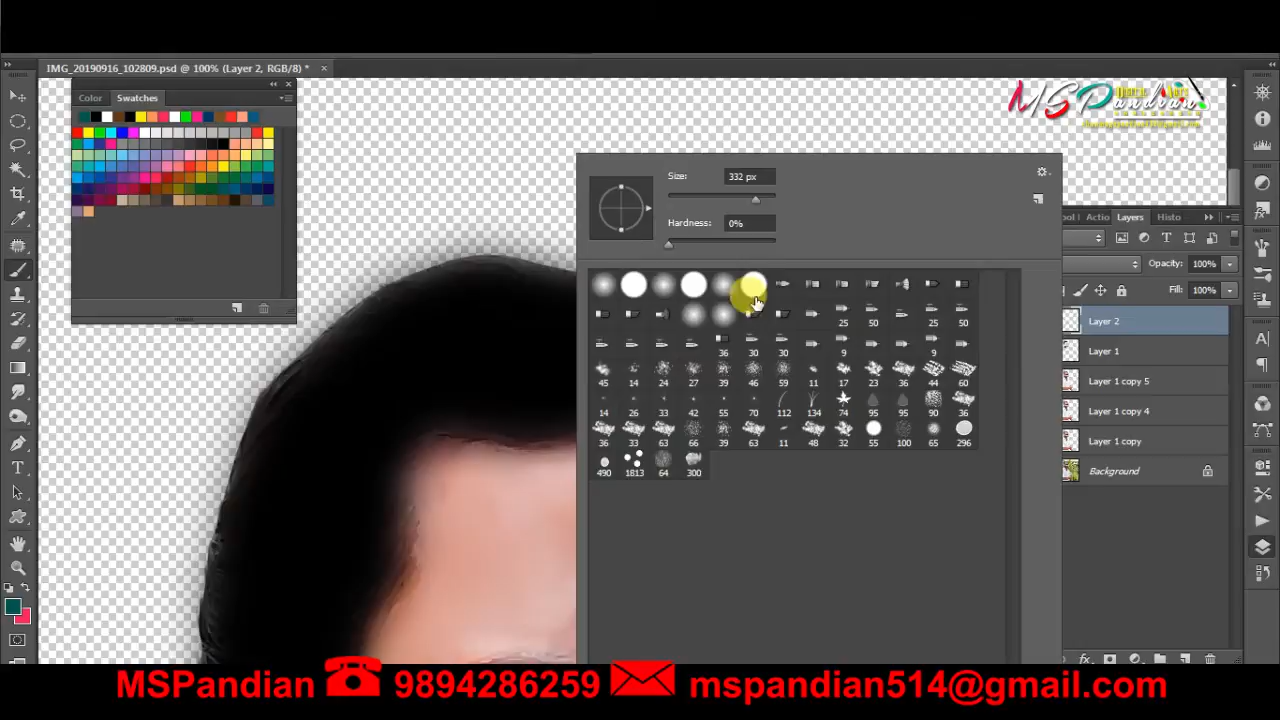 IMG_20190916_102809.psd @ 100% (Layer 2, RGB/8) *
Color Swatches
MSPandian
Size: 332 px
Hardness: 0%
25 50 25 50
36 30 30 9 9
45 14 24 27 39 46 59 11 17 23 36 44 60
14 26 33 42 55 70 112 134 74 95 95 90 36
36 33 63 66 39 63 11 48 32 55 100 65 296
490 1813 64 300
Actio Layers Histo
Opacity: 100%
Fill: 100%
Layer 2
Layer 1
Layer 1 copy 5
Layer 1 copy 4
Layer 1 copy
Background
MSPandian 9894286259 mspandian514@gmail.com